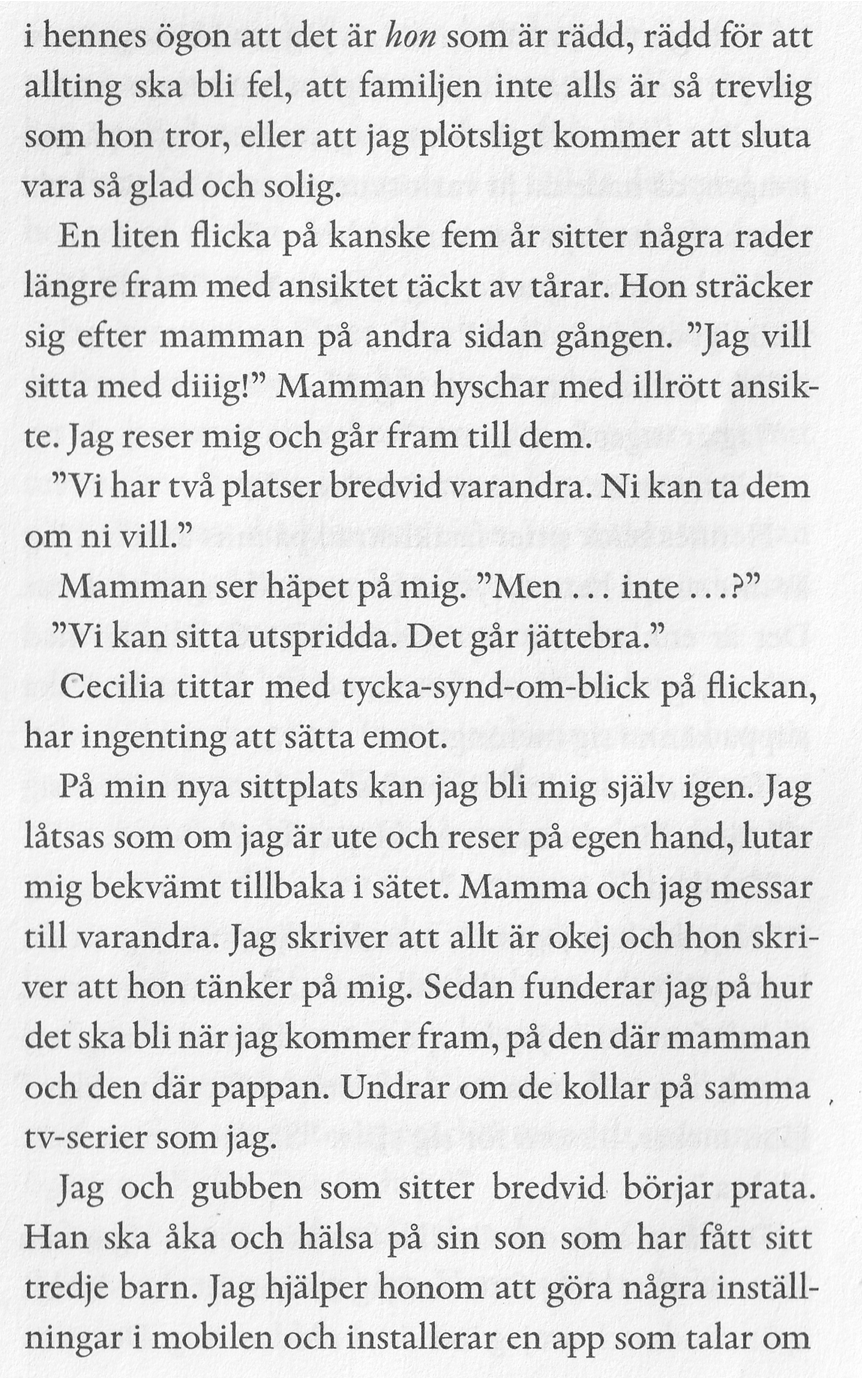 i hennes ögon att det är hon som är rädd, rädd för att
allting ska bli fel, att familjen inte alls är så trevlig
som hon tror, eller att jag plötsligt kommer att sluta
vara så glad och solig.
En liten flicka på kanske fem år sitter några rader
längre fram med ansiktet täckt av tårar. Hon sträcker
sig efter mamman på andra sidan gången. ”Jag vill
sitta med diiig!” Mamman hyschar med illrött ansik-
te. Jag reser mig och går fram till dem.
”Vi har två platser bredvid varandra. Ni kan ta dem
om ni vill.”
Mamman ser häpet på mig. ”Men … inte …?”
”Vi kan sitta utspridda. Det går jättebra.”
Cecilia tittar med tycka-synd-om-blick på flickan,
har ingenting att sätta emot.
På min nya sittplats kan jag bli mig själv igen. Jag
låtsas som om jag är ute och reser på egen hand, lutar
mig bekvämt tillbaka i sätet. Mamma och jag messar
till varandra. Jag skriver att allt är okej och hon skri-
ver att hon tänker på mig. Sedan funderar jag på hur
det ska bli när jag kommer fram, på den där mamman
och den där pappan. Undrar om de kollar på samma
tv-serier som jag.
Jag och gubben som sitter bredvid börjar prata.
Han ska åka och hälsa på sin son som har fått sitt
tredje barn. Jag hjälper honom att göra några inställ-
ningar i mobilen och installerar en app som talar om